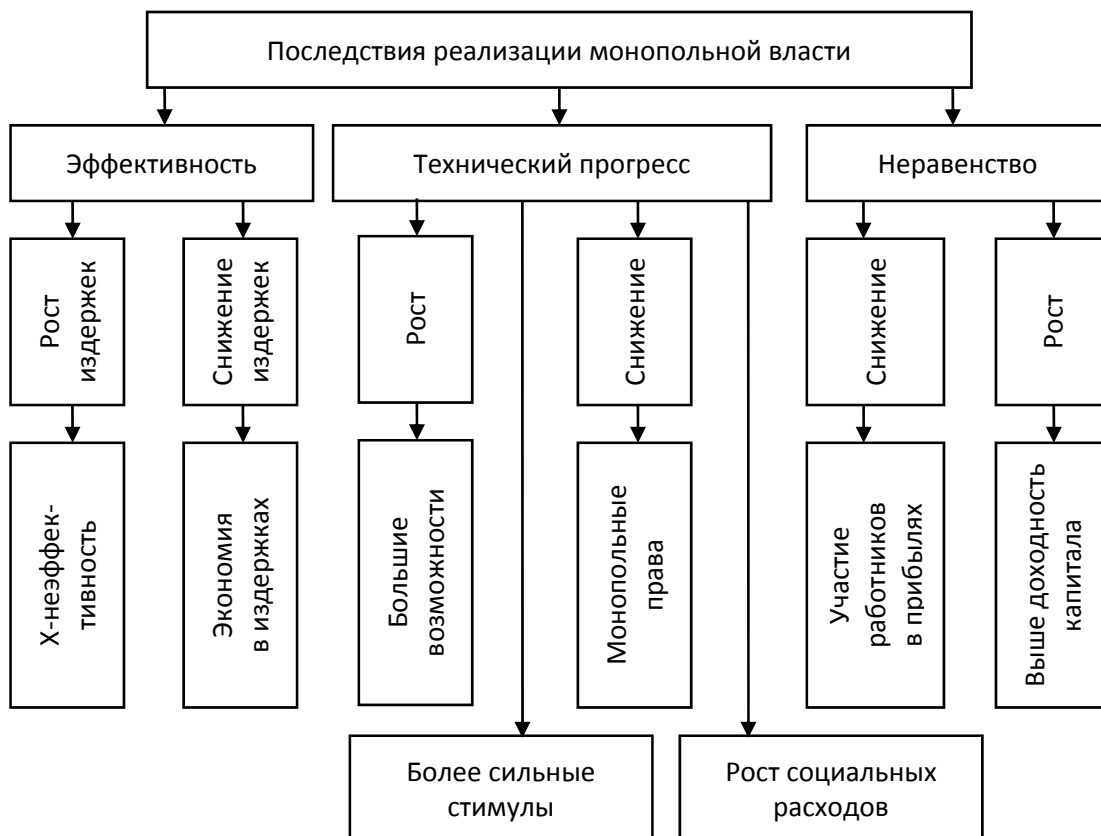 Последствия реализации монопольной власти
Эффективность
Технический прогресс
Неравенство
Рост
издержек
Снижение
издержек
Рост
Снижение
Снижение
Рост
Х-неэффек-
тивность
Экономия
в издержках
Большие
возможности
Монопольные
права
Участие
работников
в прибылях
Выше доходность
капитала
Более сильные
стимулы
Рост социальных
расходов